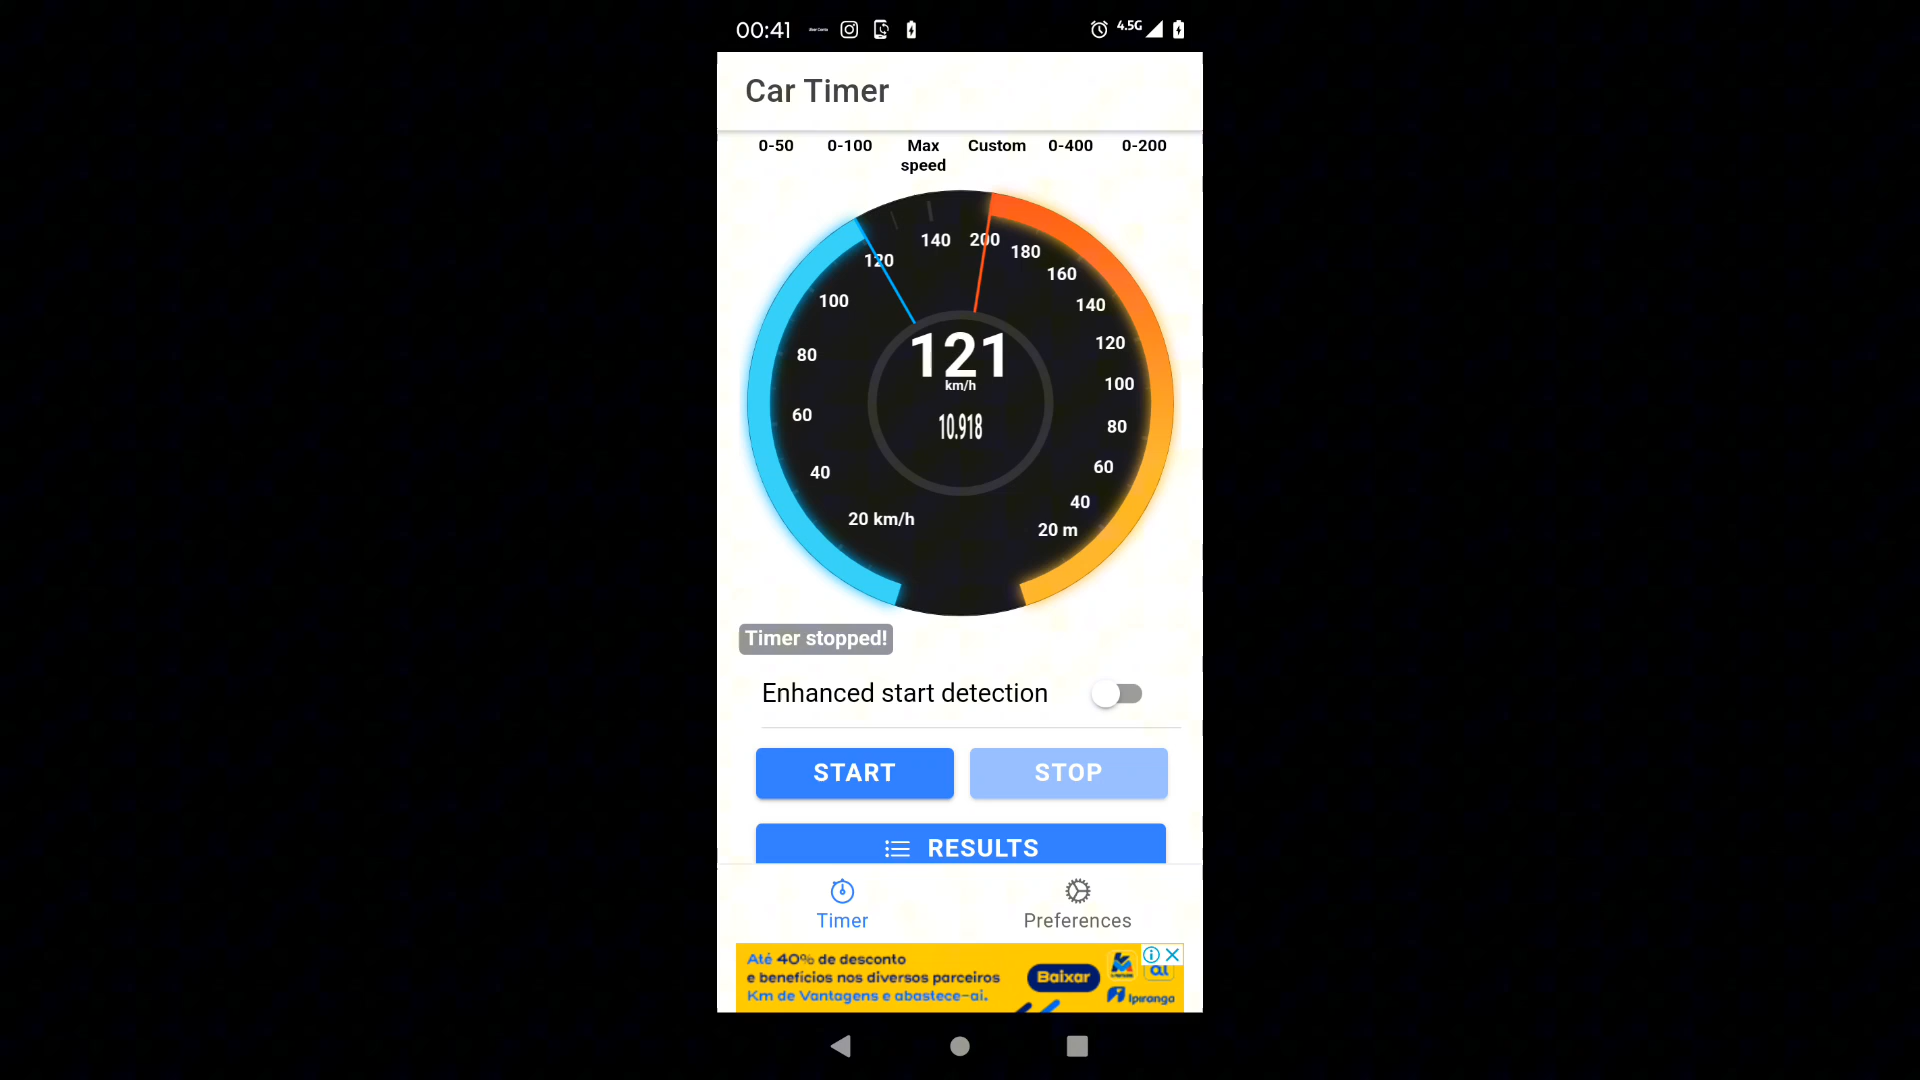 00:41
4.5G
Car Timer
0-50 0-100 Max speed Custom 0-400 0-200
140 200 180
120 160
100 140
80 120
60 100
40 80
20 km/h 60
40
20 m
121
km/h
10.918
Timer stopped!
Enhanced start detection
START STOP
RESULTS
Timer Preferences
Até 40% de desconto
e benefícios nos diversos parceiros
Km de Vantagens e abastece-aí.
Baixar
Ipiranga